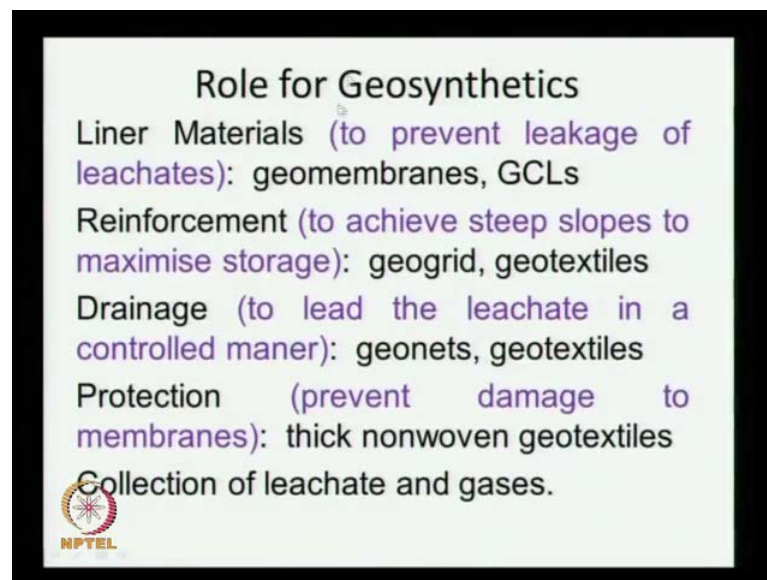 Role for Geosynthetics
Liner Materials (to prevent leakage of
leachates): geomembranes, GCLs
Reinforcement (to achieve steep slopes to
maximise storage): geogrid, geotextiles
Drainage (to lead the leachate in a
controlled maner): geonets, geotextiles
Protection (prevent damage to
membranes): thick nonwoven geotextiles
Collection of leachate and gases.
NPTEL